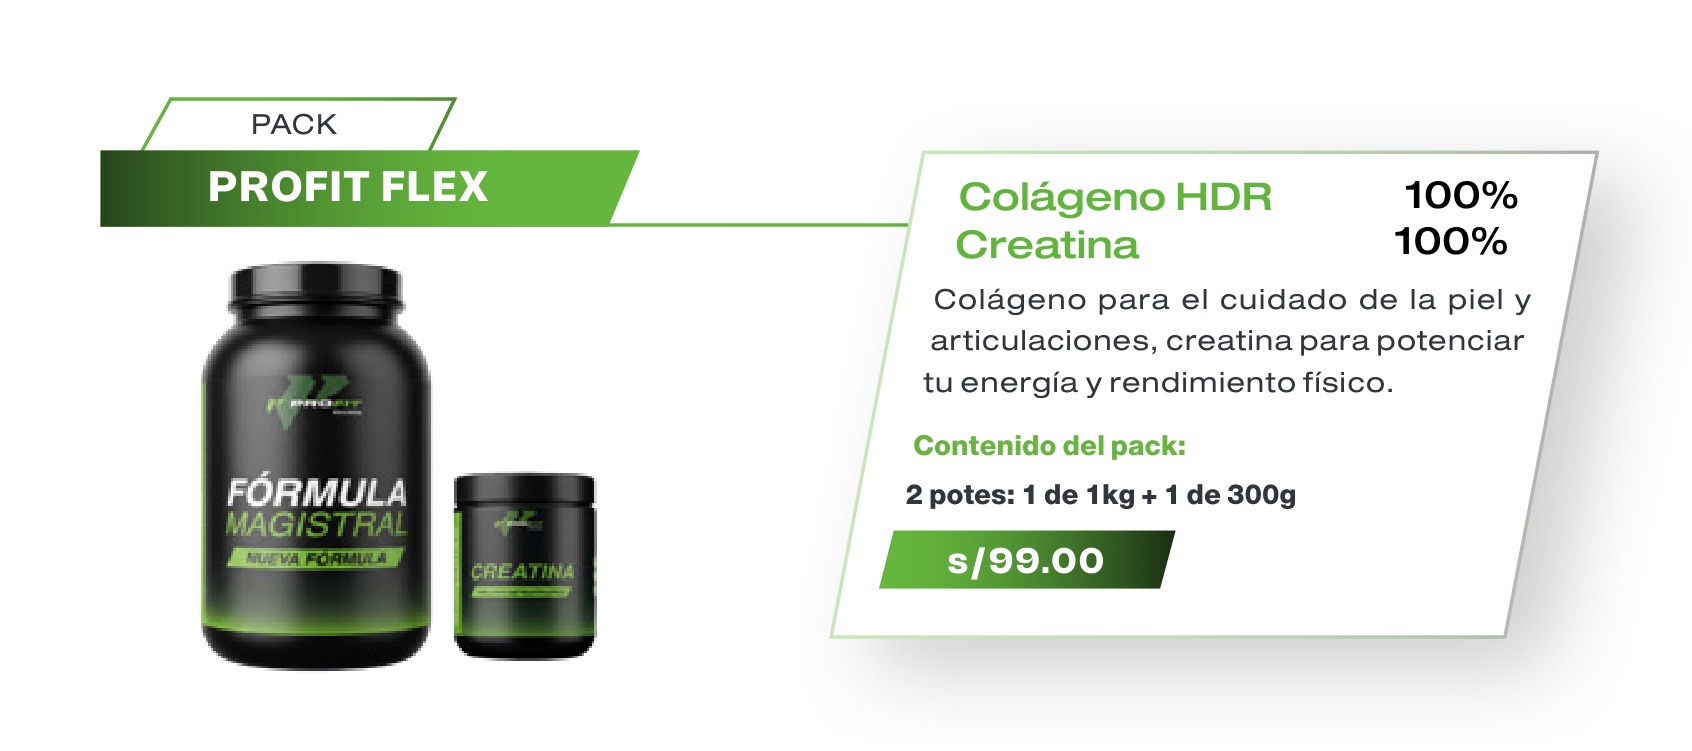 PACK
PROFIT FLEX
Colágeno HDR 100%
Creatina 100%
Colágeno para el cuidado de la piel y
articulaciones, creatina para potenciar
tu energía y rendimiento físico.
Contenido del pack:
2 potes: 1 de 1kg + 1 de 300g
s/99.00
PROFIT
FÓRMULA
MAGISTRAL
NUEVA FÓRMULA
CREATINA